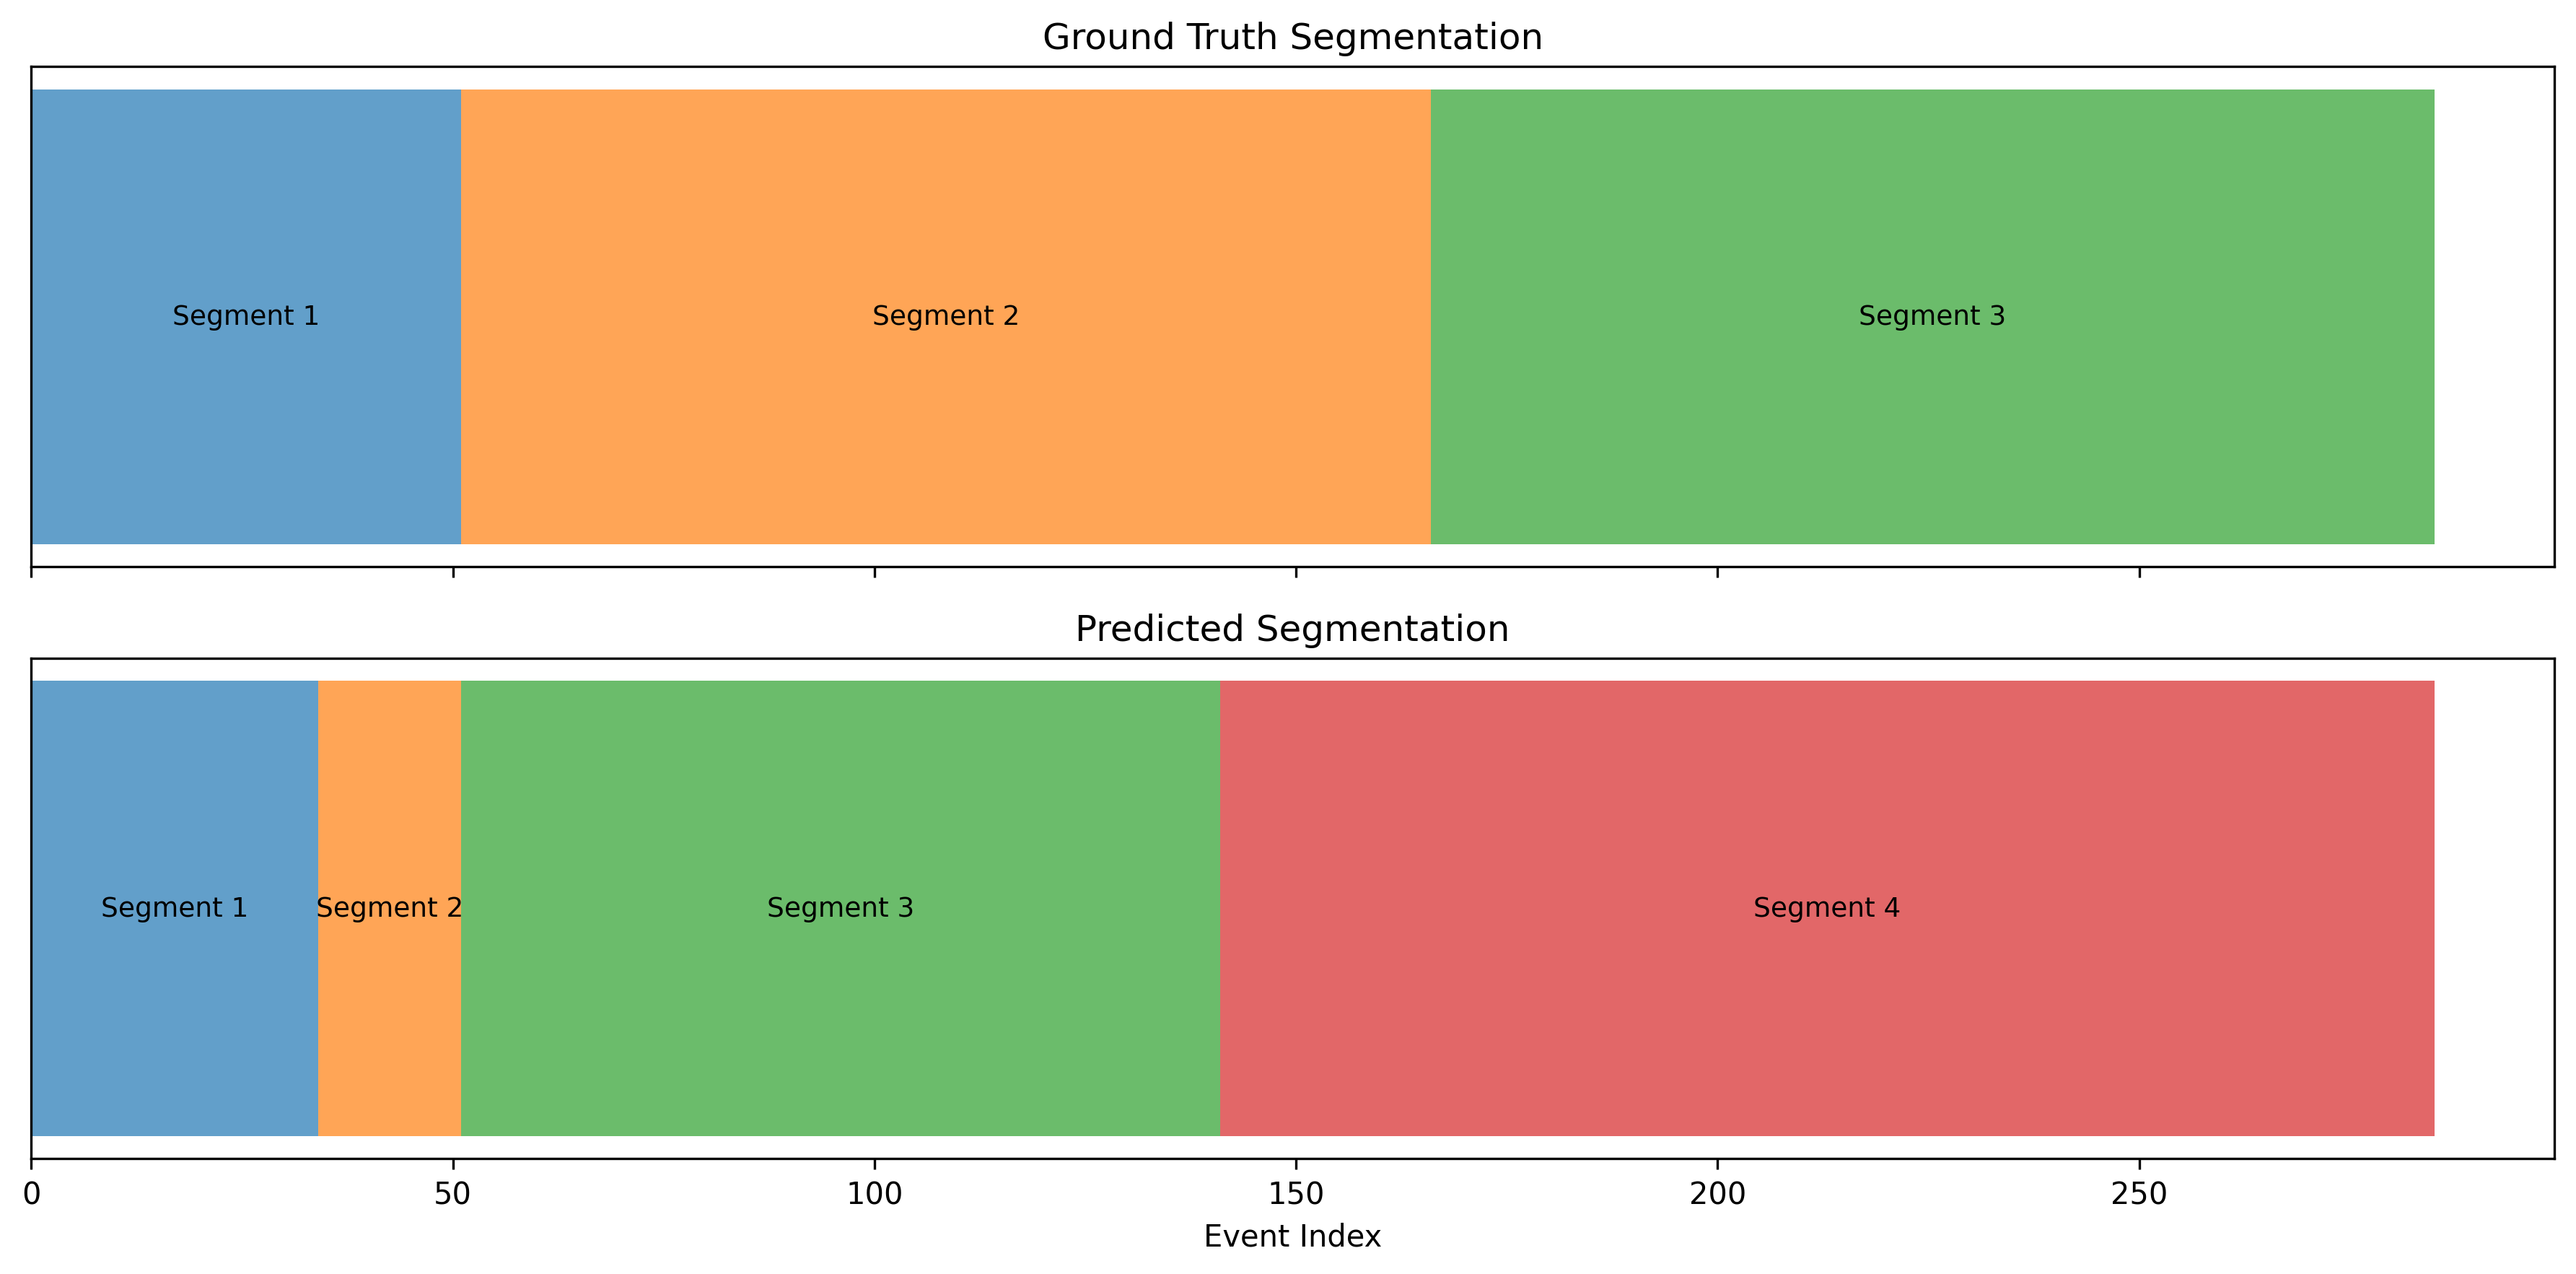 Ground Truth Segmentation
Segment 1 Segment 2 Segment 3
Predicted Segmentation
Segment 1 Segment 2 Segment 3 Segment 4
0 50 100 150 200 250
Event Index